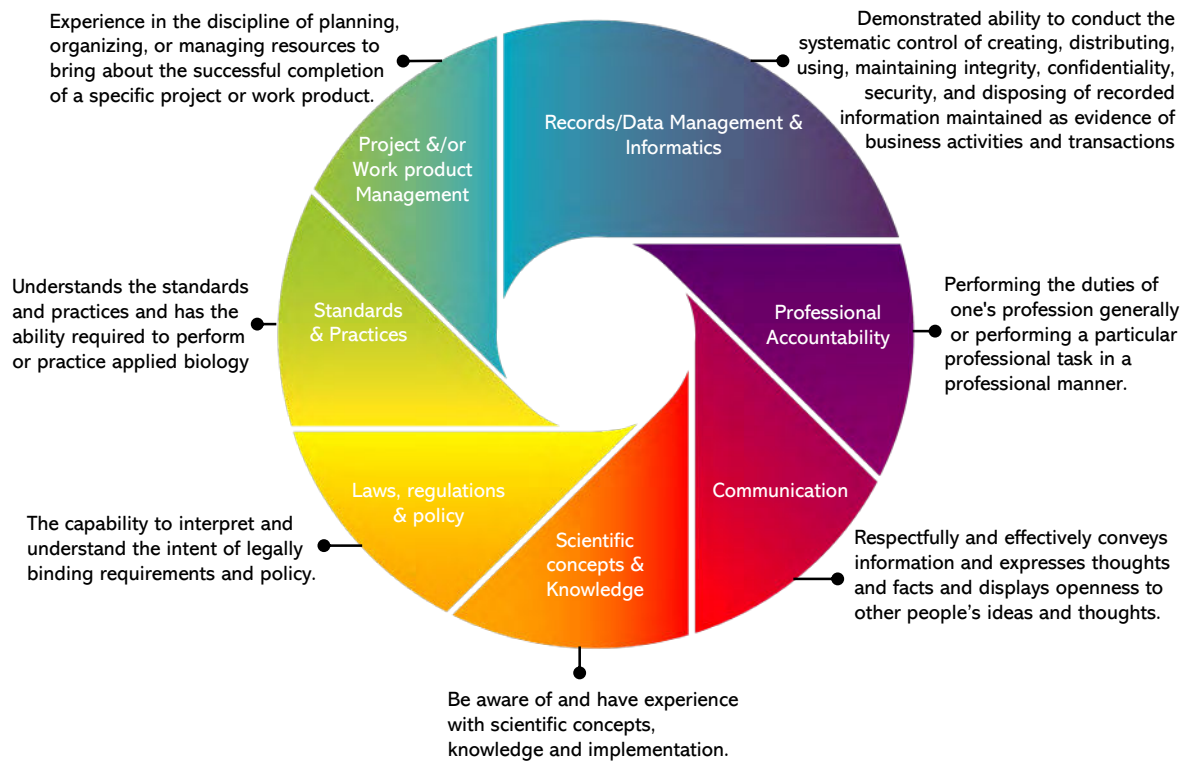 Experience in the discipline of planning,
organizing, or managing resources to
bring about the successful completion
of a specific project or work product.
Demonstrated ability to conduct the
systematic control of creating, distributing,
using, maintaining integrity, confidentiality,
security, and disposing of recorded
information maintained as evidence of
business activities and transactions
Records/Data Management &
Informatics
Project &/or
Work product
Management
Understands the standards
and practices and has the
ability required to perform
or practice applied biology
Standards
& Practices
Professional
Accountability
Performing the duties of
one's profession generally
or performing a particular
professional task in a
professional manner.
Laws, regulations
& policy
Communication
The capability to interpret and
understand the intent of legally
binding requirements and policy.
Scientific
concepts &
Knowledge
Respectfully and effectively conveys
information and expresses thoughts
and facts and displays openness to
other people’s ideas and thoughts.
Be aware of and have experience
with scientific concepts,
knowledge and implementation.